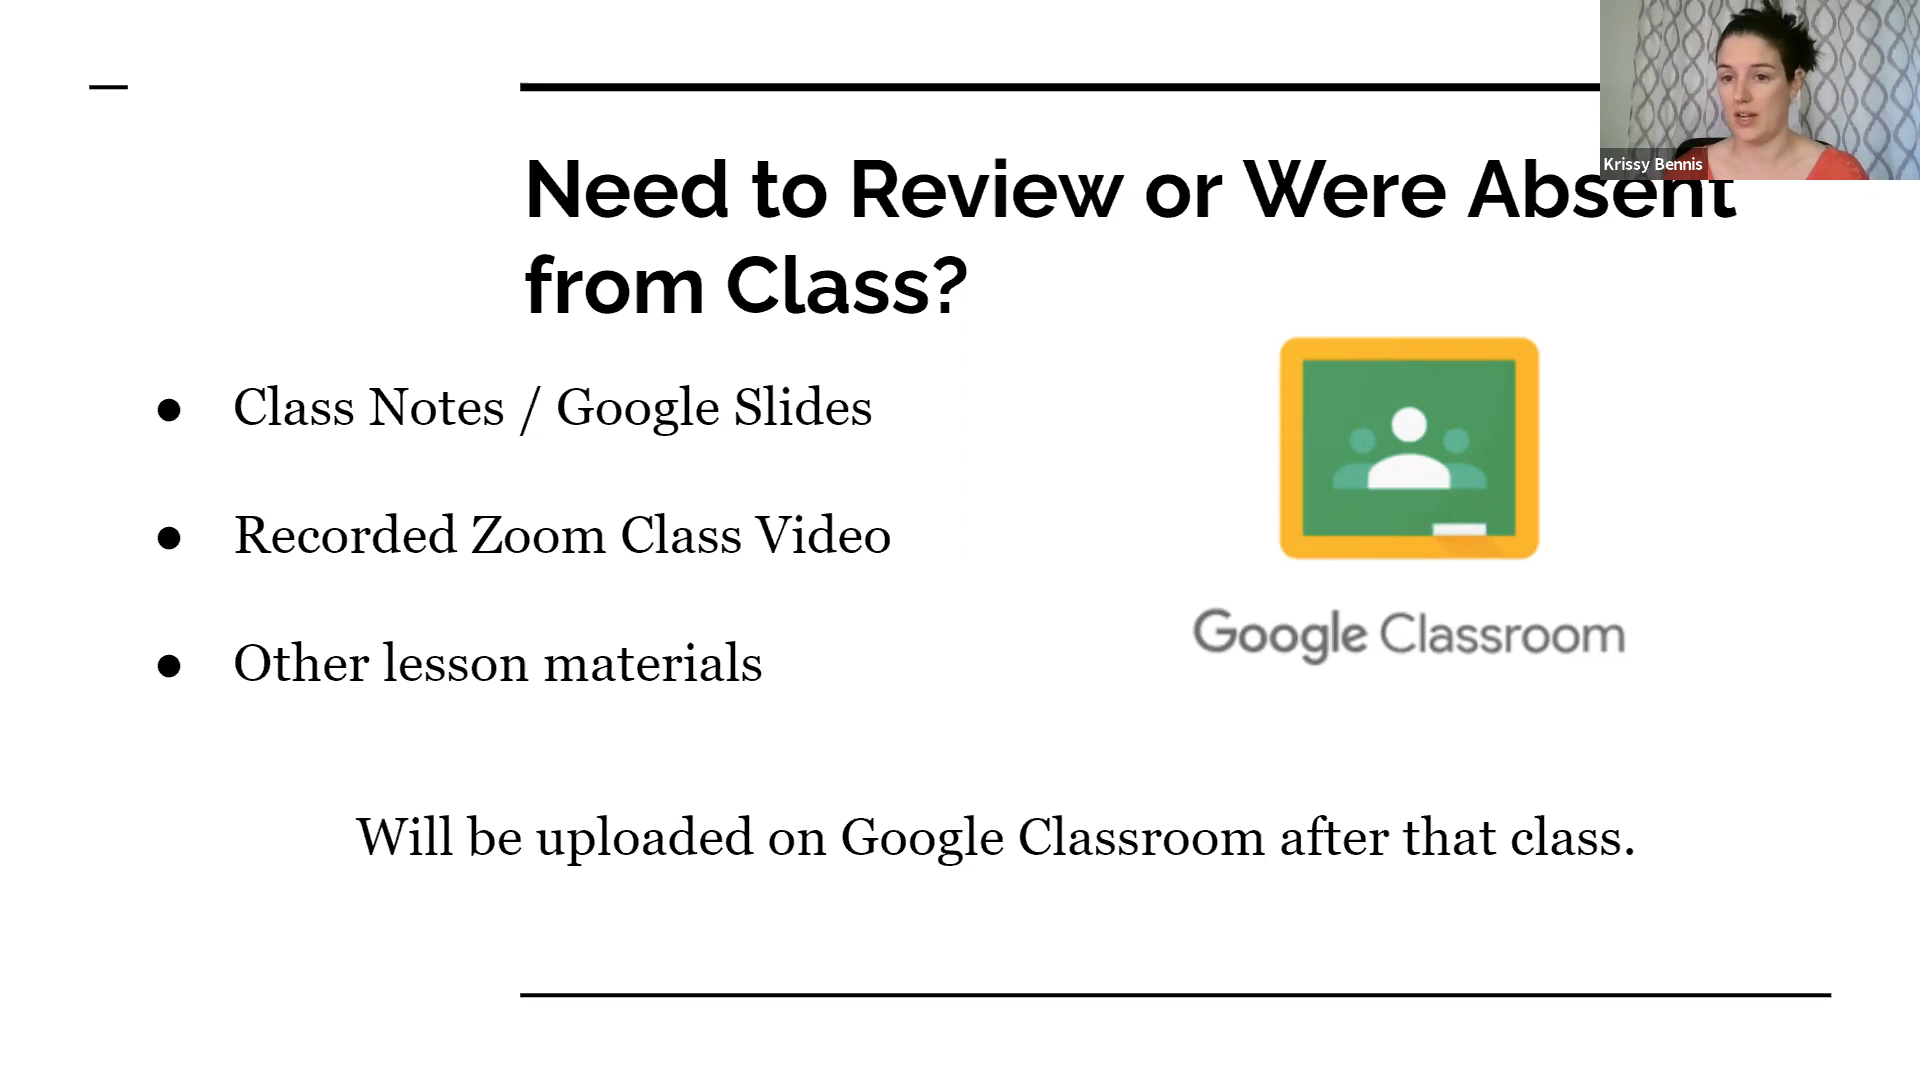 Krissy Bennis
Need to Review or Were Absent
from Class?
● Class Notes / Google Slides
● Recorded Zoom Class Video
● Other lesson materials
Google Classroom
Will be uploaded on Google Classroom after that class.